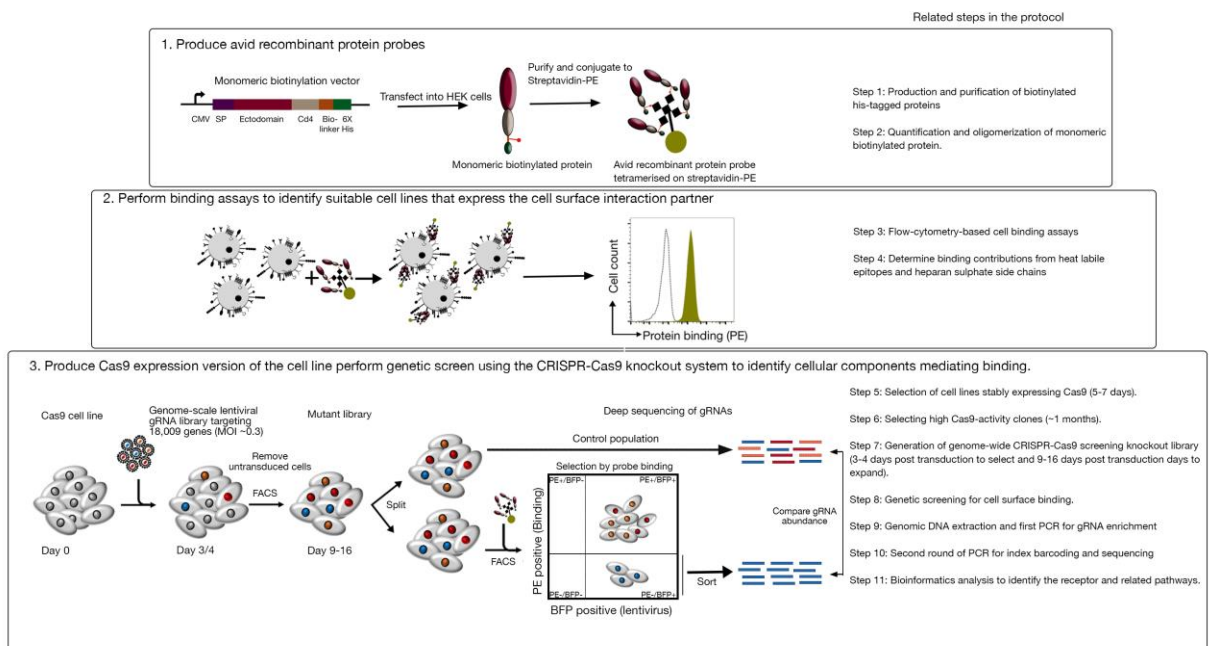 Related steps in the protocol
1. Produce avid recombinant protein probes
Monomeric biotinylation vector
CMV SP Ectodomain Cd4 Bio- 6X
linker His
Transfect into HEK cells
Monomeric biotinylated protein
Purify and conjugate to
Streptavidin-PE
Avid recombinant protein probe
tetramerised on streptavidin-PE
Step 1: Production and purification of biotinylated
his-tagged proteins
Step 2: Quantification and oligomerization of monomeric
biotinylated protein.
2. Perform binding assays to identify suitable cell lines that express the cell surface interaction partner
Cell count
Protein binding (PE)
Step 3: Flow-cytometry-based cell binding assays
Step 4: Determine binding contributions from heat labile
epitopes and heparan sulphate side chains
3. Produce Cas9 expression version of the cell line perform genetic screen using the CRISPR-Cas9 knockout system to identify cellular components mediating binding.
Cas9 cell line
Day 0
Genome-scale lentiviral
gRNA library targeting
18,009 genes (MOI ~0.3)
Day 3/4
Remove
untransduced cells
FACS
Mutant library
Day 9-16
Split
Control population
Deep sequencing of gRNAs
FACS
Selection by probe binding
PE+/BFP- PE+/BFP+
PE-/BFP- PE-/BFP+
PE positive (Binding)
BFP positive (lentivirus)
Sort
Compare gRNA
abundance
Step 5: Selection of cell lines stably expressing Cas9 (5-7 days).
Step 6: Selecting high Cas9-activity clones (~1 months).
Step 7: Generation of genome-wide CRISPR-Cas9 screening knockout library
(3-4 days post transduction to select and 9-16 days post transduction days to
expand).
Step 8: Genetic screening for cell surface binding.
Step 9: Genomic DNA extraction and first PCR for gRNA enrichment
Step 10: Second round of PCR for index barcoding and sequencing
Step 11: Bioinformatics analysis to identify the receptor and related pathways.